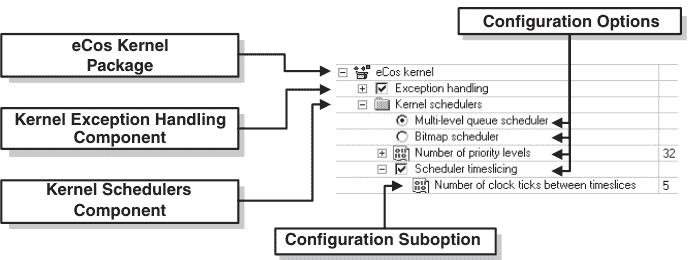 Configuration Options
eCos Kernel
Package
eCos kernel
Exception handling
Kernel Exception Handling
Component
Kernel schedulers
Multi-level queue scheduler
Bitmap scheduler
Number of priority levels 32
Scheduler timeslicing
Number of clock ticks between timeslices 5
Kernel Schedulers
Component
Configuration Suboption